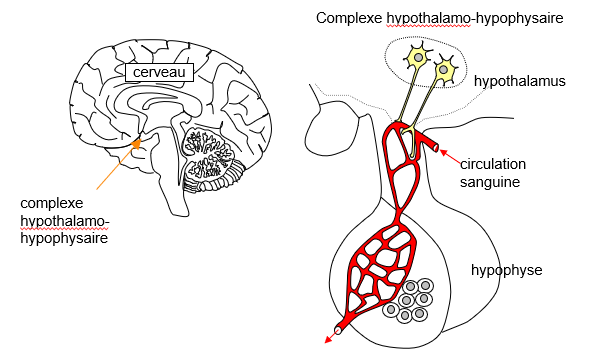 Complexe hypothalamo-hypophysaire
cerveau
hypothalamus
circulation
sanguine
complexe
hypothalamo-
hypophysaire
hypophyse